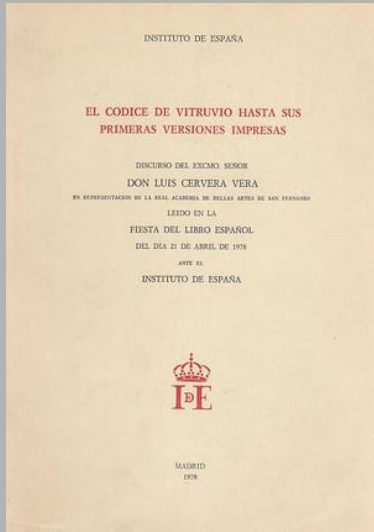 INSTITUTO DE ESPAÑA
EL CODICE DE VITRUVIO HASTA SUS
PRIMERAS VERSIONES IMPRESAS
DISCURSO DEL EXCMO. SEÑOR
DON LUIS CERVERA VERA
EN REPRESENTACION DE LA REAL ACADEMIA DE BELLAS ARTES DE SAN FERNANDO
LEIDO EN LA
FIESTA DEL LIBRO ESPAÑOL
DEL DIA 21 DE ABRIL DE 1978
ANTE EL
INSTITUTO DE ESPAÑA
IDE
MADRID
1978